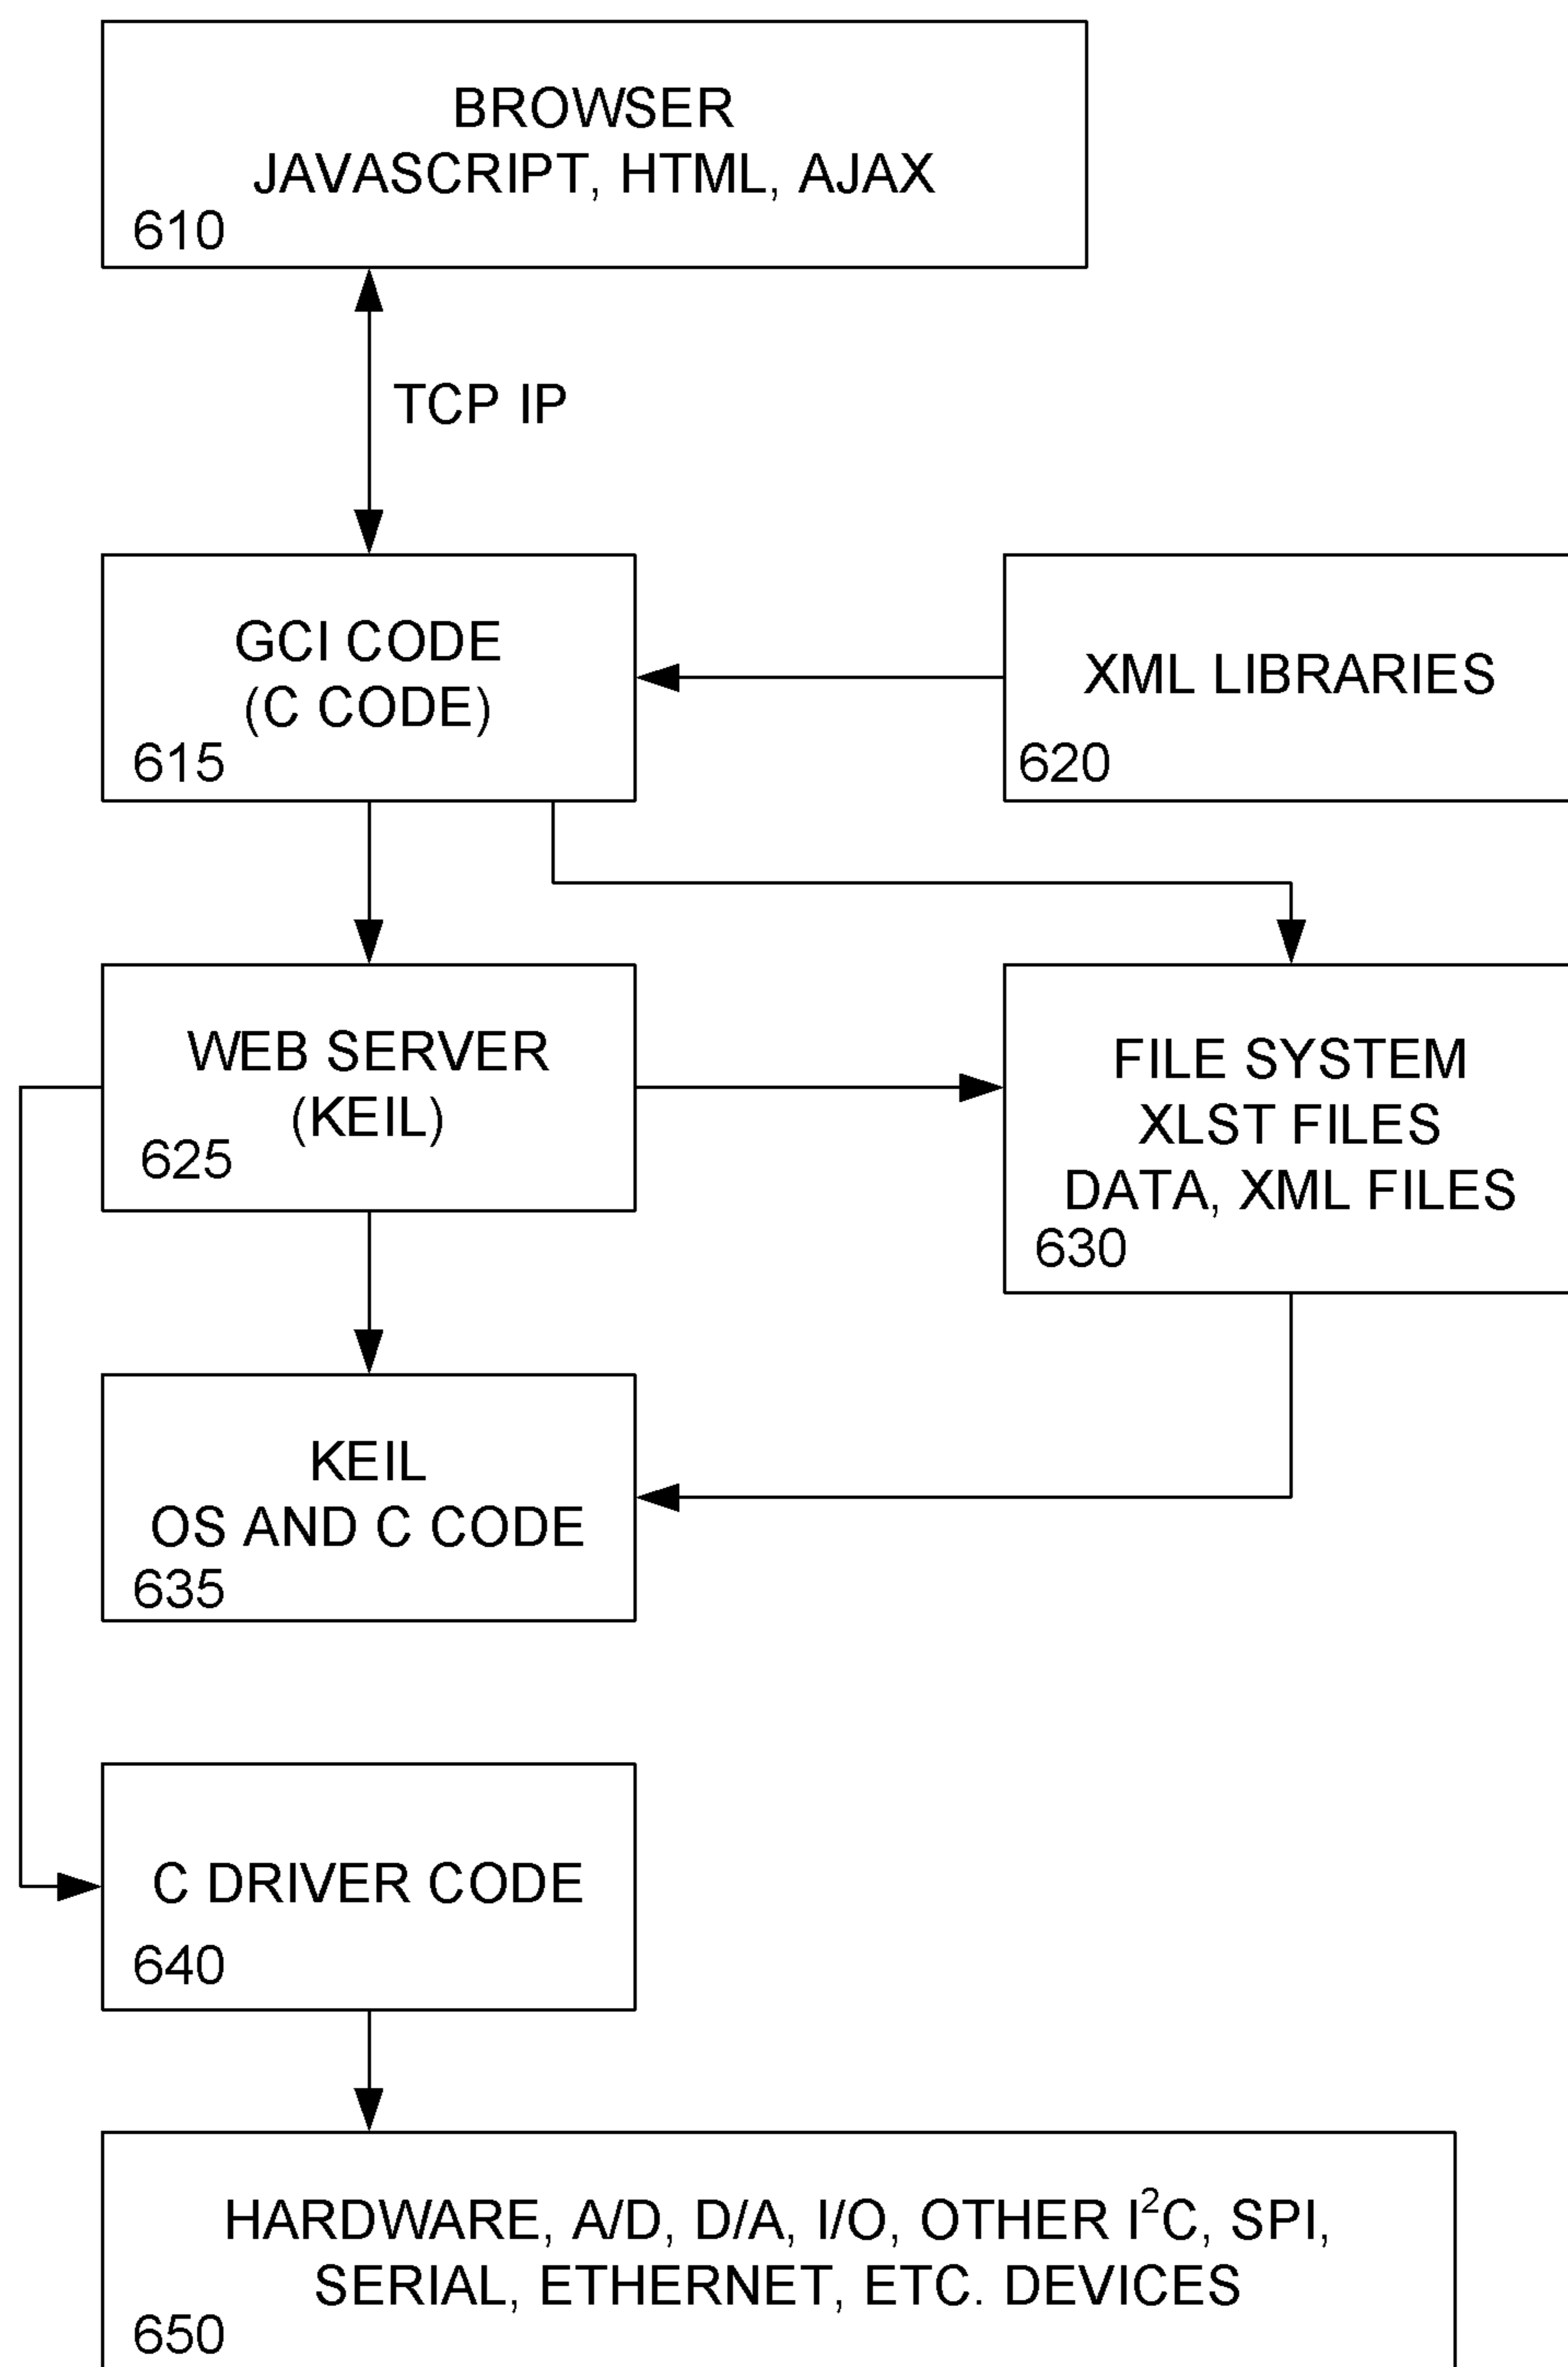 BROWSER
JAVASCRIPT, HTML, AJAX
610
TCP IP
GCI CODE
(C CODE)
615
XML LIBRARIES
620
WEB SERVER
(KEIL)
625
FILE SYSTEM
XLST FILES
DATA, XML FILES
630
KEIL
OS AND C CODE
635
C DRIVER CODE
640
HARDWARE, A/D, D/A, I/O, OTHER I²C, SPI,
SERIAL, ETHERNET, ETC. DEVICES
650